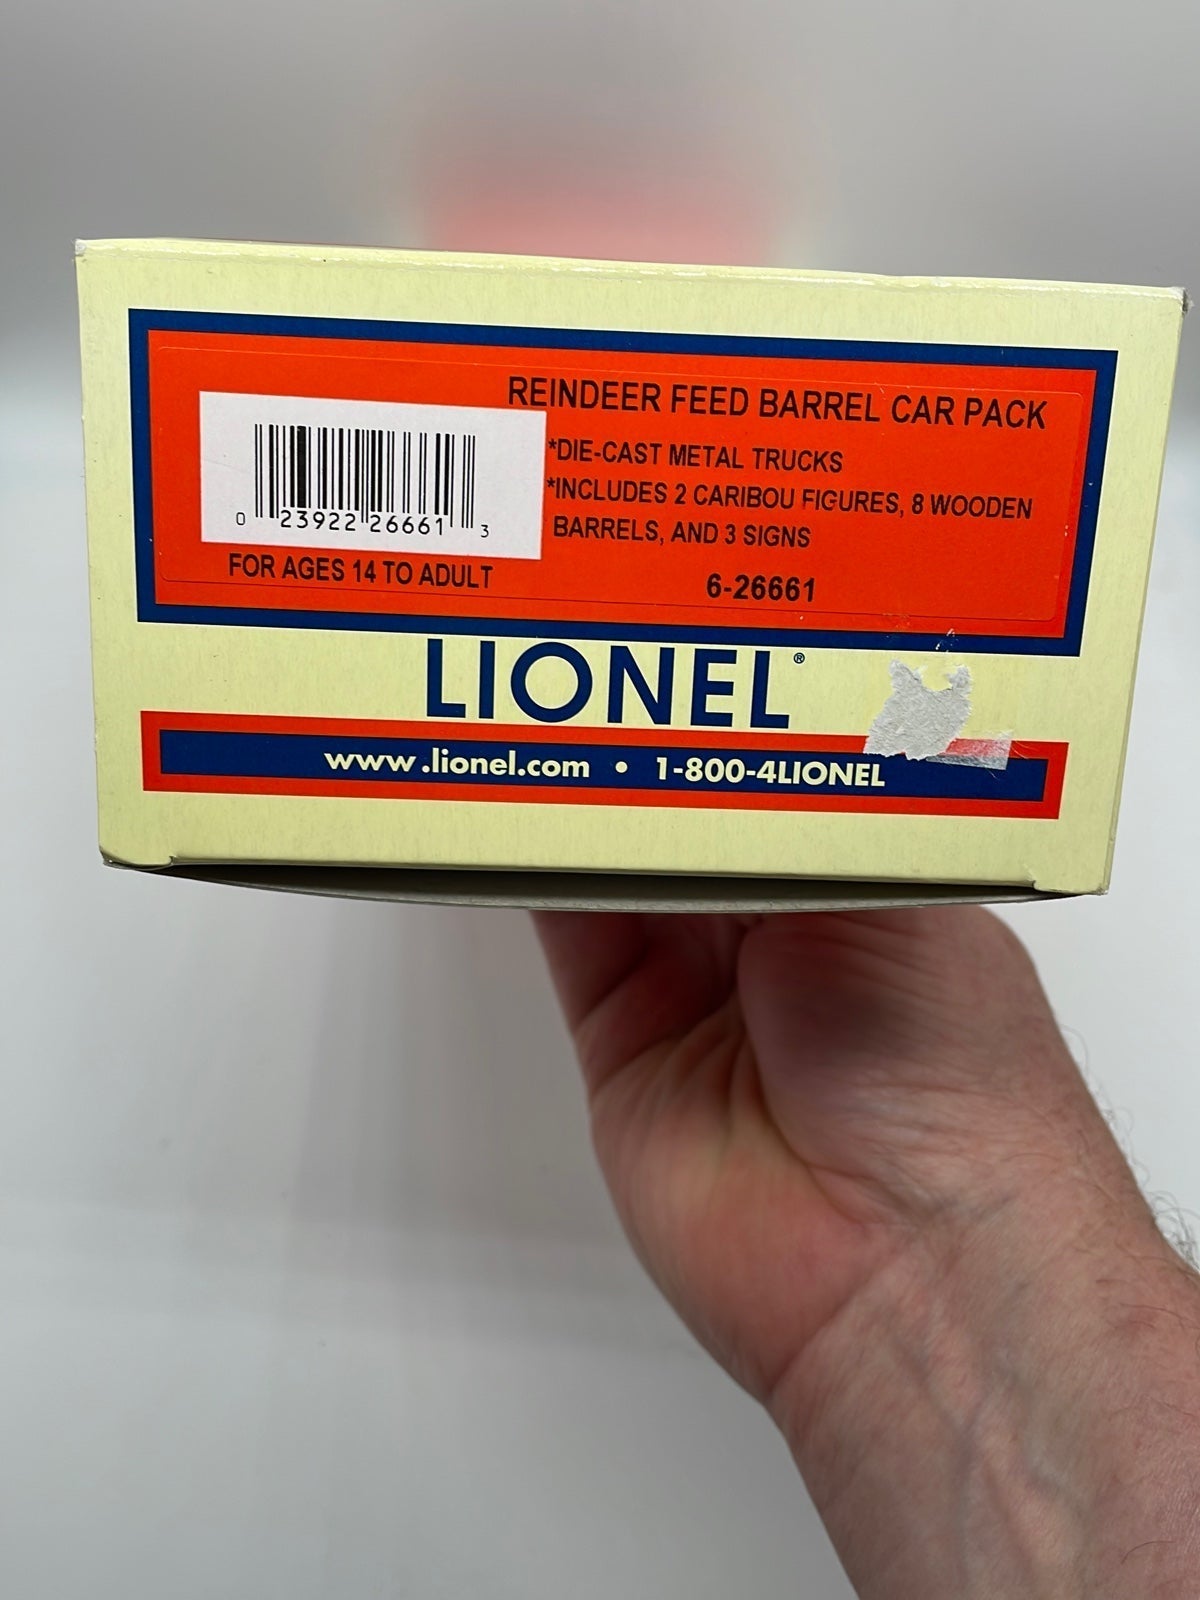 REINDEER FEED BARREL CAR PACK
*DIE-CAST METAL TRUCKS
*INCLUDES 2 CARIBOU FIGURES, 8 WOODEN
BARRELS, AND 3 SIGNS
0 23922 26661 3
FOR AGES 14 TO ADULT
6-26661
LIONEL®
www.lionel.com • 1-800-4LIONEL